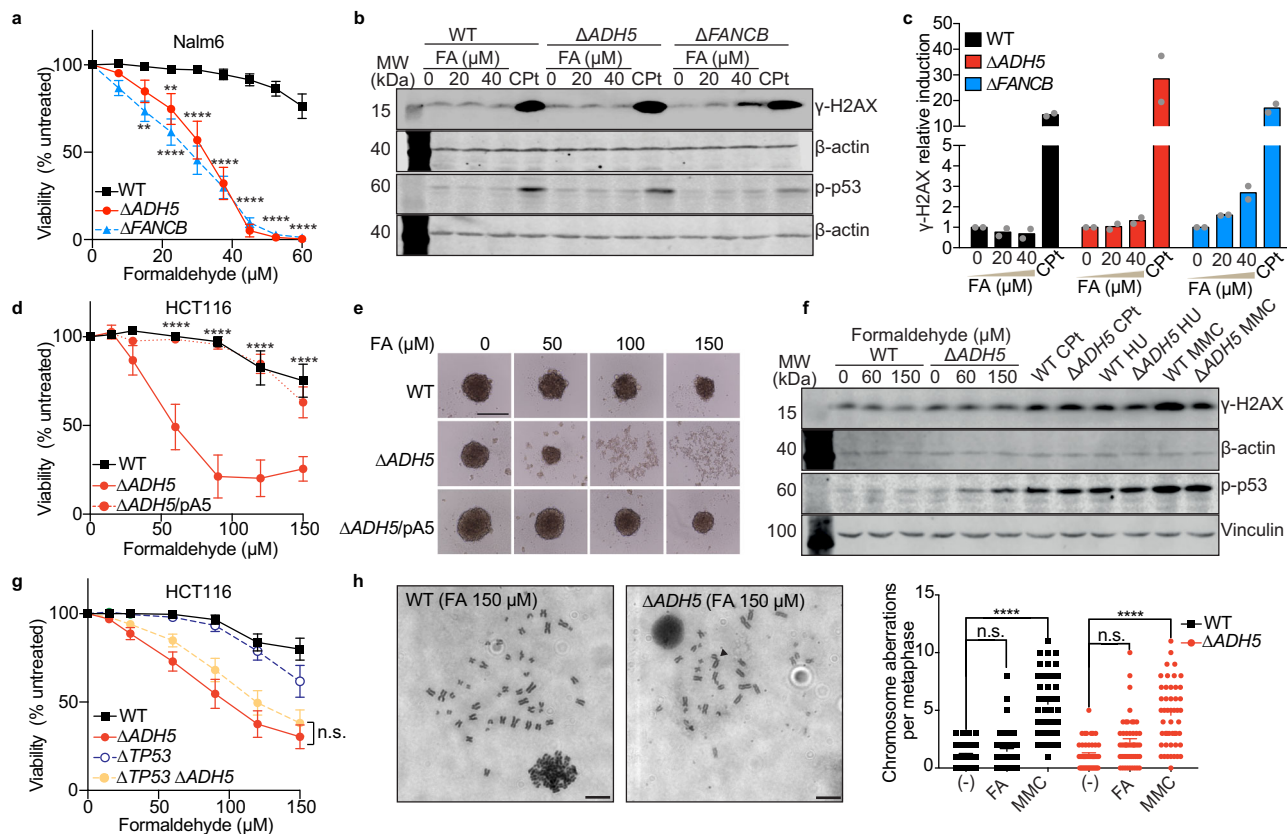 a
Nalm6
Viability (% untreated)
100
50
0
WT
ΔADH5
ΔFANCB
**
****
****
****
****
**
****
****
0 20 40 60
Formaldehyde (µM)
b
WT ΔADH5 ΔFANCB
MW (kDa)
FA (µM) FA (µM) FA (µM)
0 20 40 CPt 0 20 40 CPt 0 20 40 CPt
15 γ-H2AX
40 β-actin
60 p-p53
40 β-actin
c
WT
ΔADH5
ΔFANCB
γ-H2AX relative induction
50
40
30
20
10
4
3
2
1
0
0 20 40 CPt 0 20 40 CPt 0 20 40 CPt
FA (µM) FA (µM) FA (µM)
d
HCT116
Viability (% untreated)
100
50
0
**** **** **** ****
WT
ΔADH5
ΔADH5/pA5
0 50 100 150
Formaldehyde (µM)
e
FA (µM) 0 50 100 150
WT
ΔADH5
ΔADH5/pA5
f
Formaldehyde (µM)
WT ΔADH5
MW (kDa)
0 60 150 0 60 150 WT CPt ΔADH5 CPt WT HU ΔADH5 HU WT MMC ΔADH5 MMC
15 γ-H2AX
40 β-actin
60 p-p53
100 Vinculin
g
HCT116
Viability (% untreated)
100
50
0
WT
ΔADH5
ΔTP53
ΔTP53 ΔADH5
n.s.
0 50 100 150
Formaldehyde (µM)
h
WT (FA 150 µM)
ΔADH5 (FA 150 µM)
Chromosome aberrations
per metaphase
15
10
5
0
**** ****
n.s. n.s.
WT
ΔADH5
(-) FA MMC (-) FA MMC